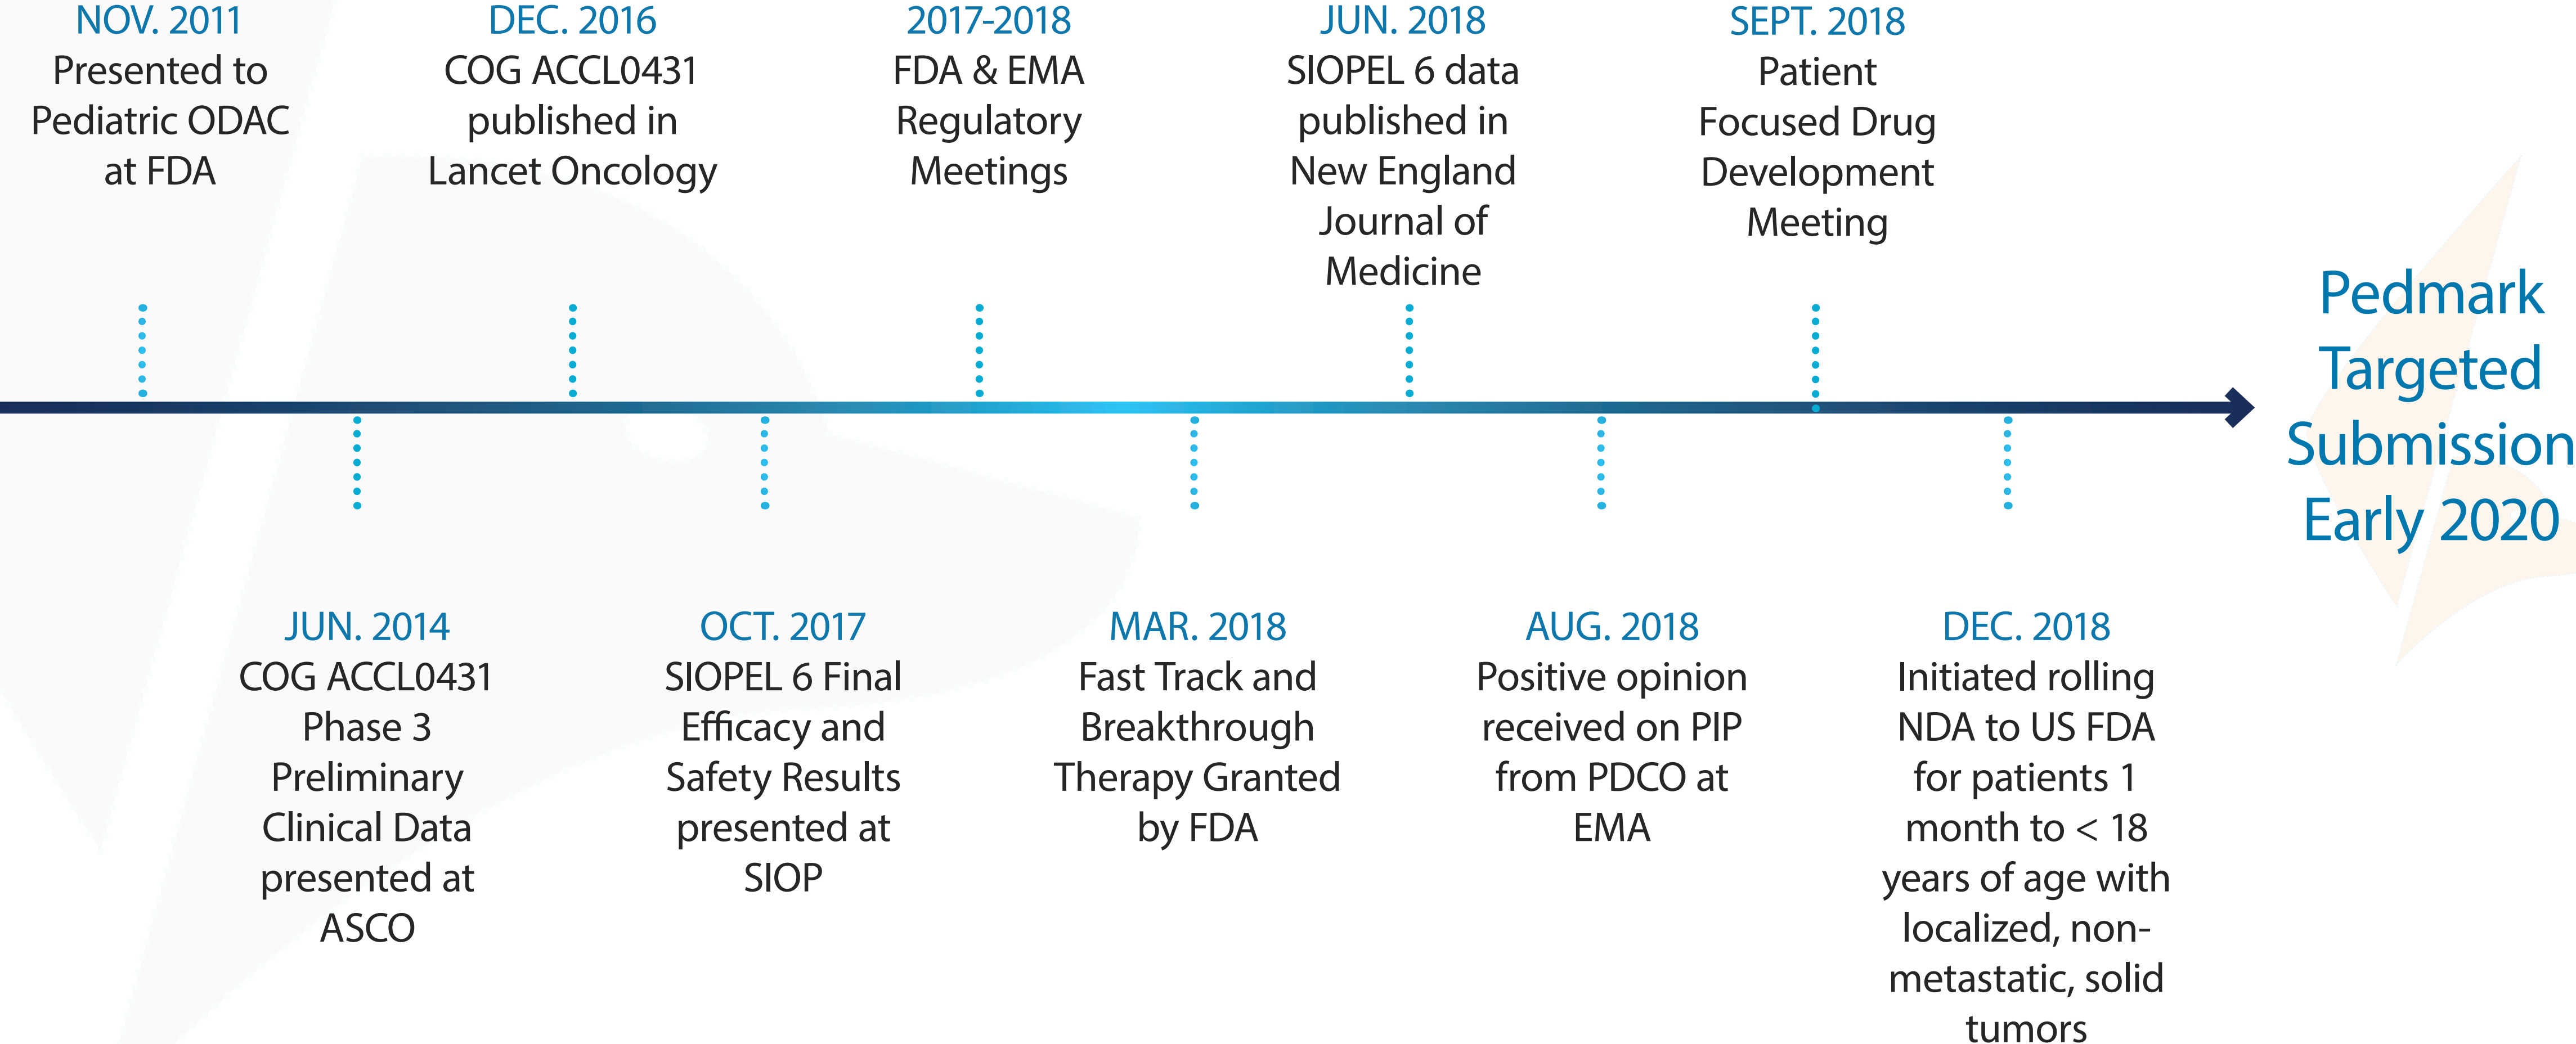 NOV. 2011
Presented to
Pediatric ODAC
at FDA
DEC. 2016
COG ACCL0431
published in
Lancet Oncology
2017-2018
FDA & EMA
Regulatory
Meetings
JUN. 2018
SIOPEL 6 data
published in
New England
Journal of
Medicine
SEPT. 2018
Patient
Focused Drug
Development
Meeting
Pedmark
Targeted
Submission
Early 2020
JUN. 2014
COG ACCL0431
Phase 3
Preliminary
Clinical Data
presented at
ASCO
OCT. 2017
SIOPEL 6 Final
Efficacy and
Safety Results
presented at
SIOP
MAR. 2018
Fast Track and
Breakthrough
Therapy Granted
by FDA
AUG. 2018
Positive opinion
received on PIP
from PDCO at
EMA
DEC. 2018
Initiated rolling
NDA to US FDA
for patients 1
month to < 18
years of age with
localized, non-
metastatic, solid
tumors